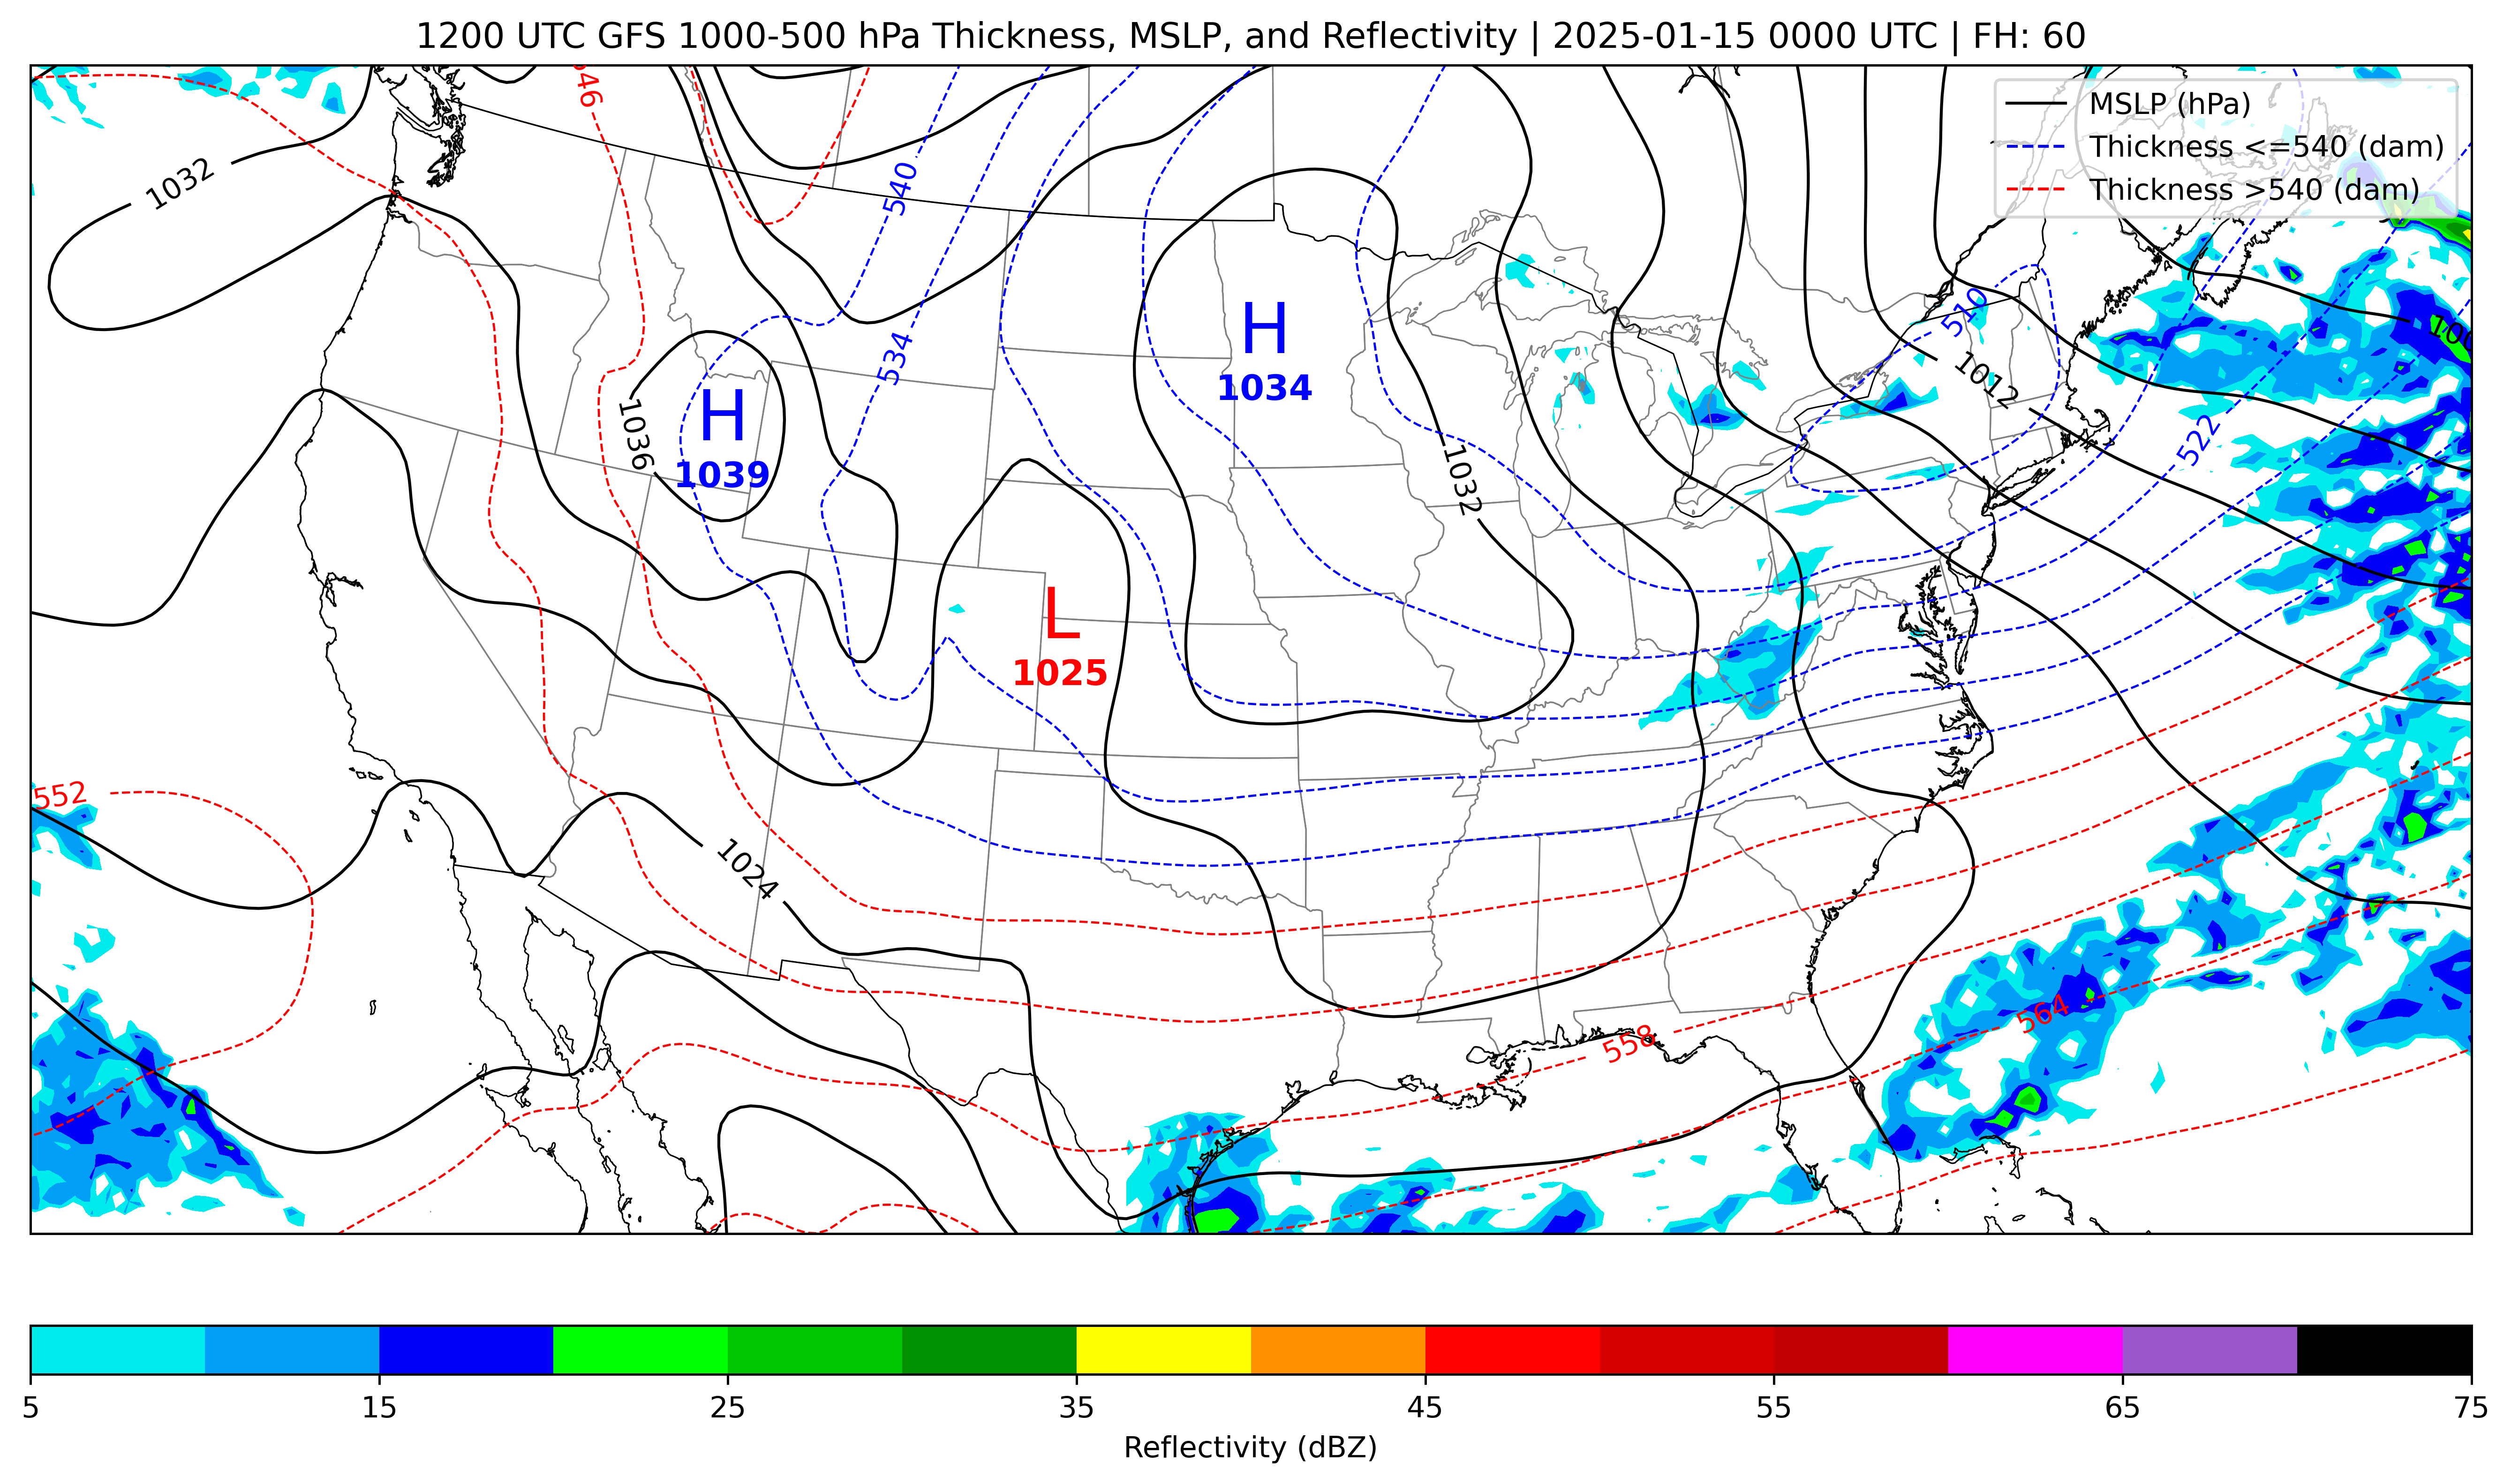 1200 UTC GFS 1000-500 hPa Thickness, MSLP, and Reflectivity | 2025-01-15 0000 UTC | FH: 60
MSLP (hPa)
Thickness <=540 (dam)
Thickness >540 (dam)
546
1032
540
510
534
H
1034
1012
H
1039
1036
522
1032
L
1025
552
1024
564
558
5 15 25 35 45 55 65 75
Reflectivity (dBZ)